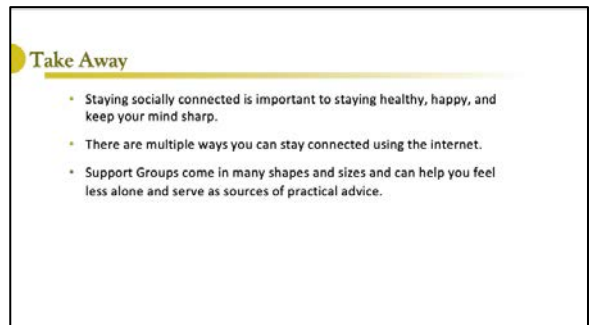 Take Away
• Staying socially connected is important to staying healthy, happy, and
keep your mind sharp.
• There are multiple ways you can stay connected using the internet.
• Support Groups come in many shapes and sizes and can help you feel
less alone and serve as sources of practical advice.